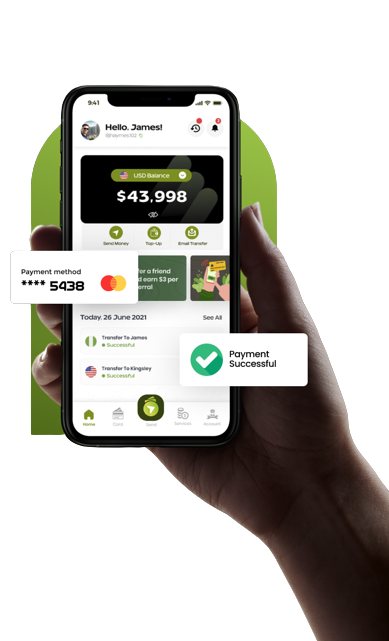 9:41
Hello, James!
USD Balance
$43,998
Send Money
Top-Up
Email Transfer
Payment method
**** 5438
fer a friend
d earn $3 per
erral
Today, 26 June 2021
See All
Transfer To James
Successful
Payment
Successful
Transfer To Kingsley
Successful
Home
Card
Send
Services
Account